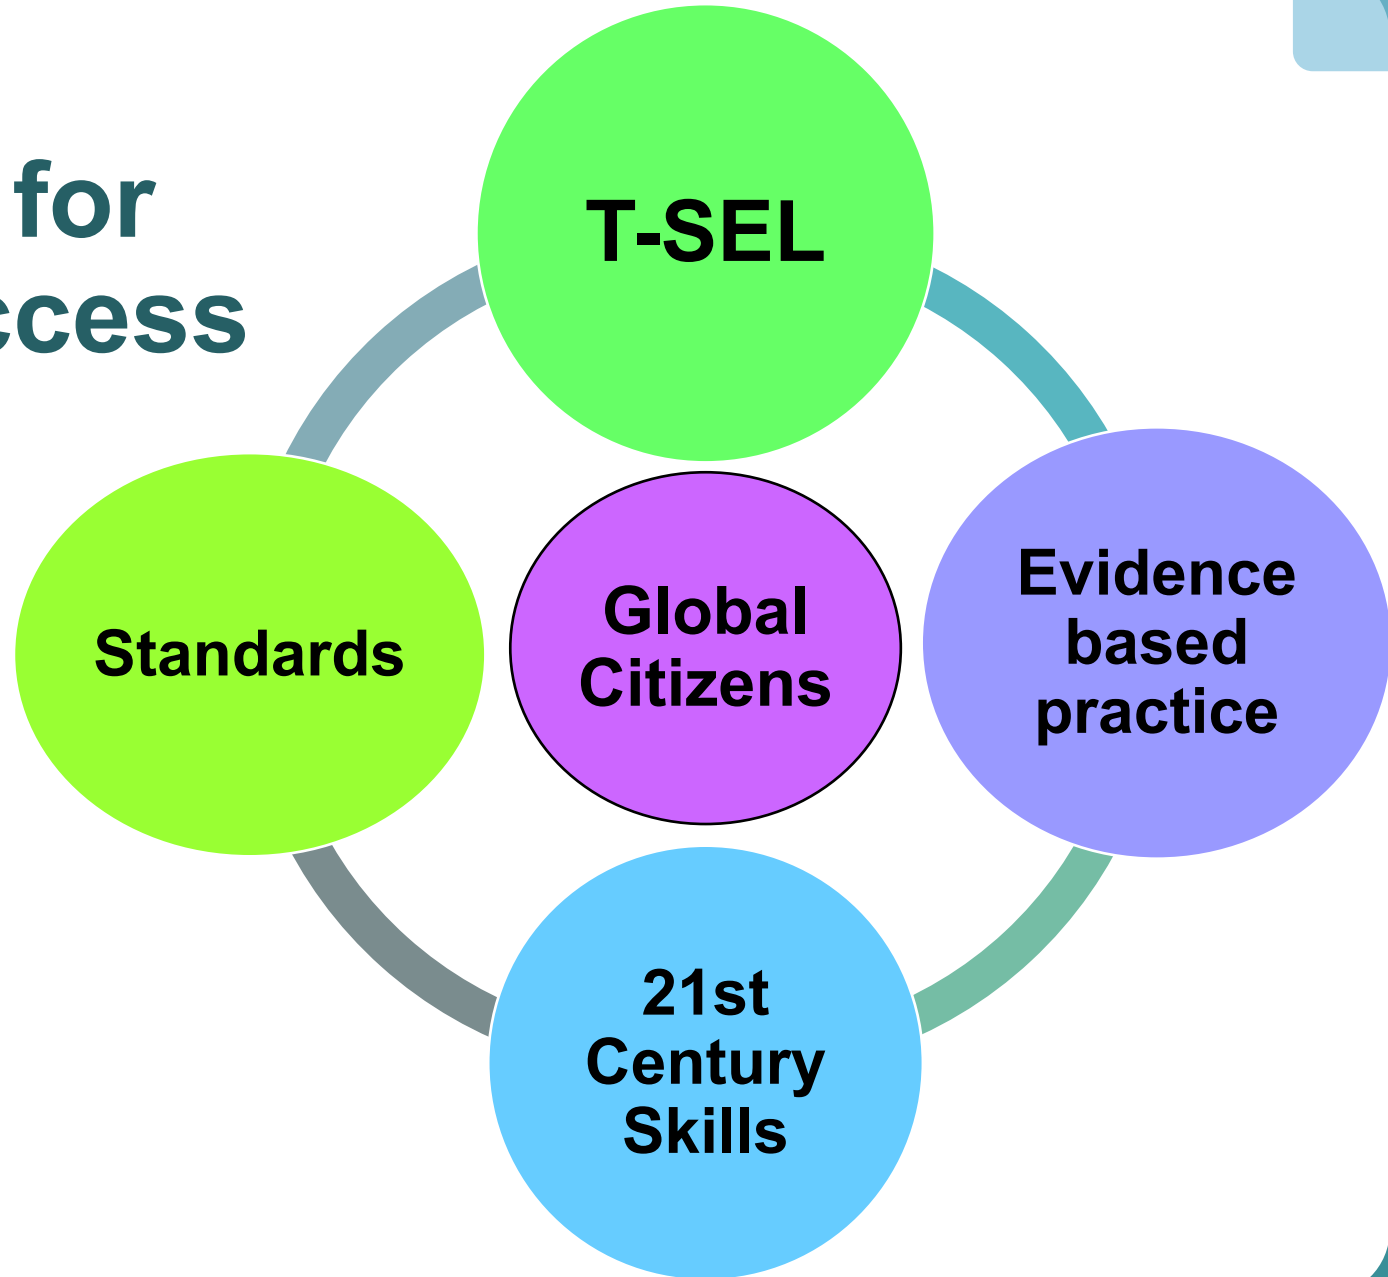 for
ccess
T-SEL
Standards
Global
Citizens
Evidence
based
practice
21st
Century
Skills